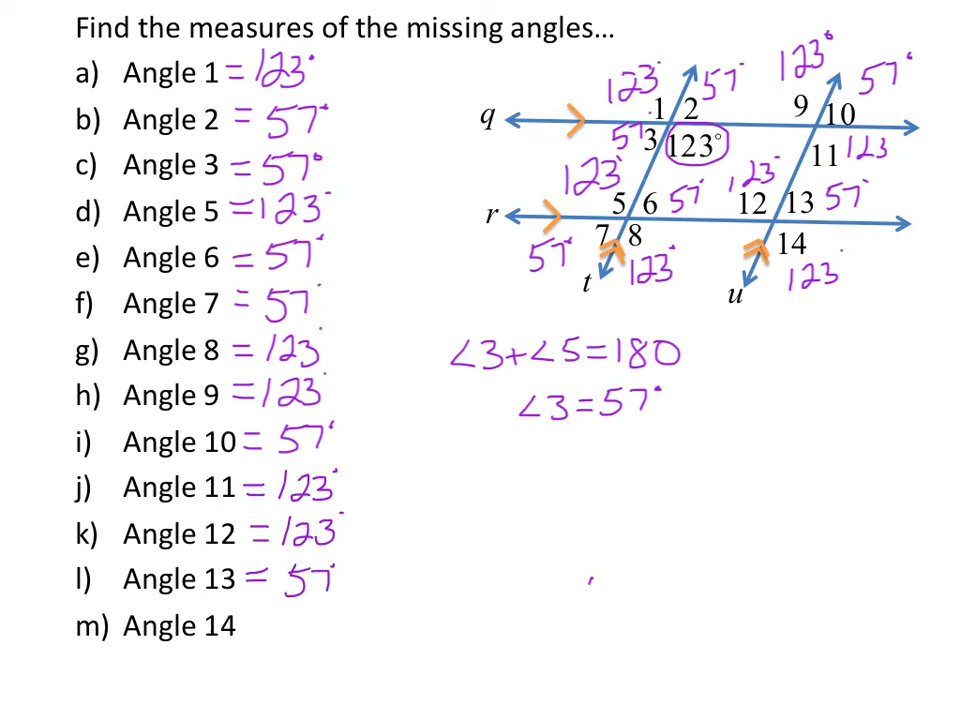 Find the measures of the missing angles...
a) Angle 1 = 123°
b) Angle 2 = 57°
c) Angle 3 = 57°
d) Angle 5 = 123°
e) Angle 6 = 57°
f) Angle 7 = 57°
g) Angle 8 = 123°
h) Angle 9 = 123°
i) Angle 10 = 57°
j) Angle 11 = 123°
k) Angle 12 = 123°
l) Angle 13 = 57°
m) Angle 14
123° 57° 123° 57°
q 1 2 9 10
57 3 123° 11 123
123° 5 6 57° 123° 12 13 57°
r
57° 7 8 123° 14 123°
t u
∠3+∠5=180
∠3=57°